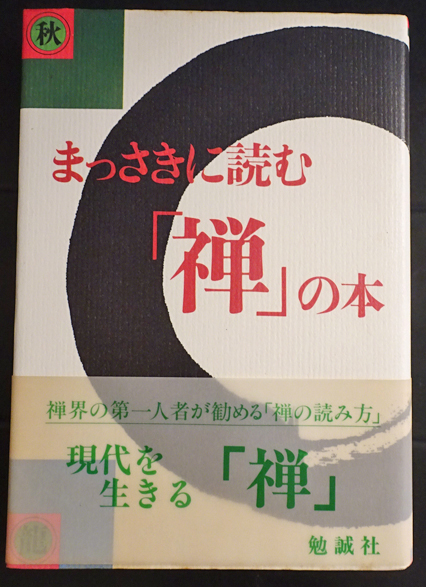 秋
まっさきに読む
「禅」の本
禅界の第一人者が勧める「禅の読み方」
現代を
生きる「禅」
勉誠社